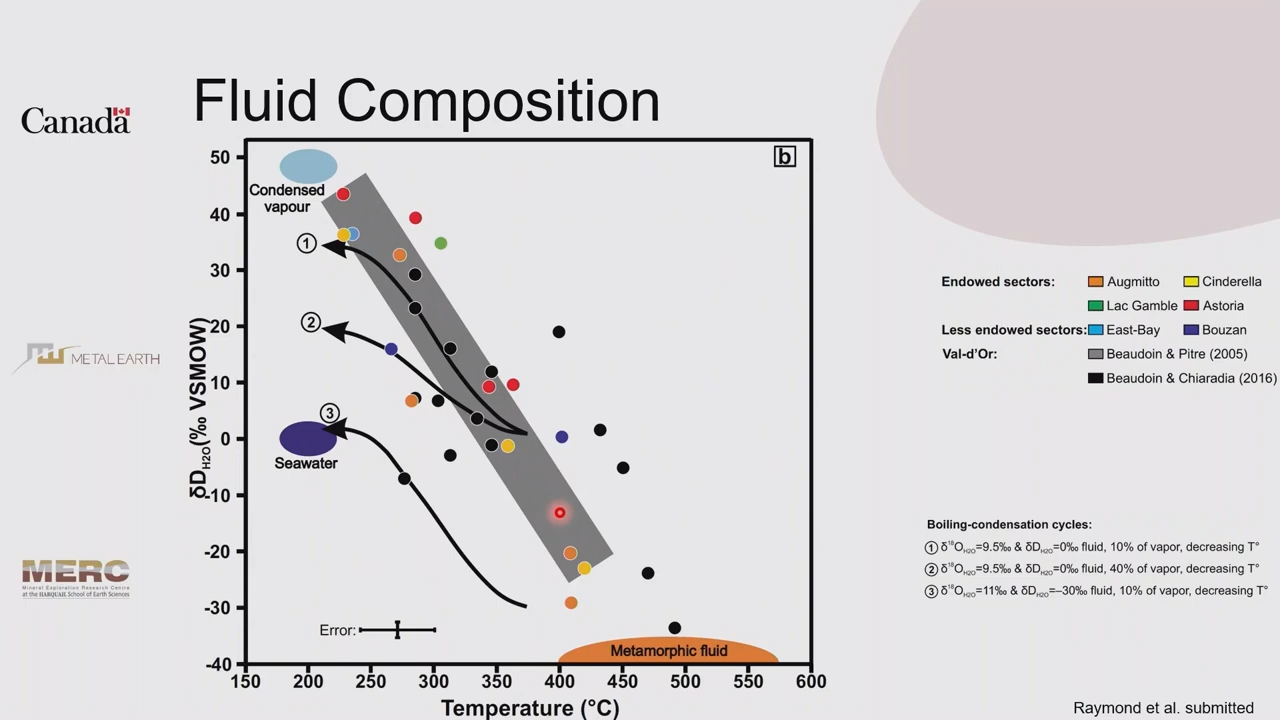 Fluid Composition
Canada
METAL EARTH
MERC
Mineral Exploration Research Centre
at the HARQUAIL School of Earth Sciences
b
50
40
30
20
10
0
-10
-20
-30
-40
δD H2O (‰ VSMOW)
Condensed
vapour
1
2
3
Seawater
Error:
Metamorphic fluid
150 200 250 300 350 400 450 500 550 600
Temperature (°C)
Endowed sectors: Augmitto Cinderella
Lac Gamble Astoria
Less endowed sectors: East-Bay Bouzan
Val-d'Or: Beaudoin & Pitre (2005)
Beaudoin & Chiaradia (2016)
Boiling-condensation cycles:
① δ¹⁸O H2O=9.5‰ & δD H2O=0‰ fluid, 10% of vapor, decreasing T°
② δ¹⁸O H2O=9.5‰ & δD H2O=0‰ fluid, 40% of vapor, decreasing T°
③ δ¹⁸O H2O=11‰ & δD H2O=–30‰ fluid, 10% of vapor, decreasing T°
Raymond et al. submitted